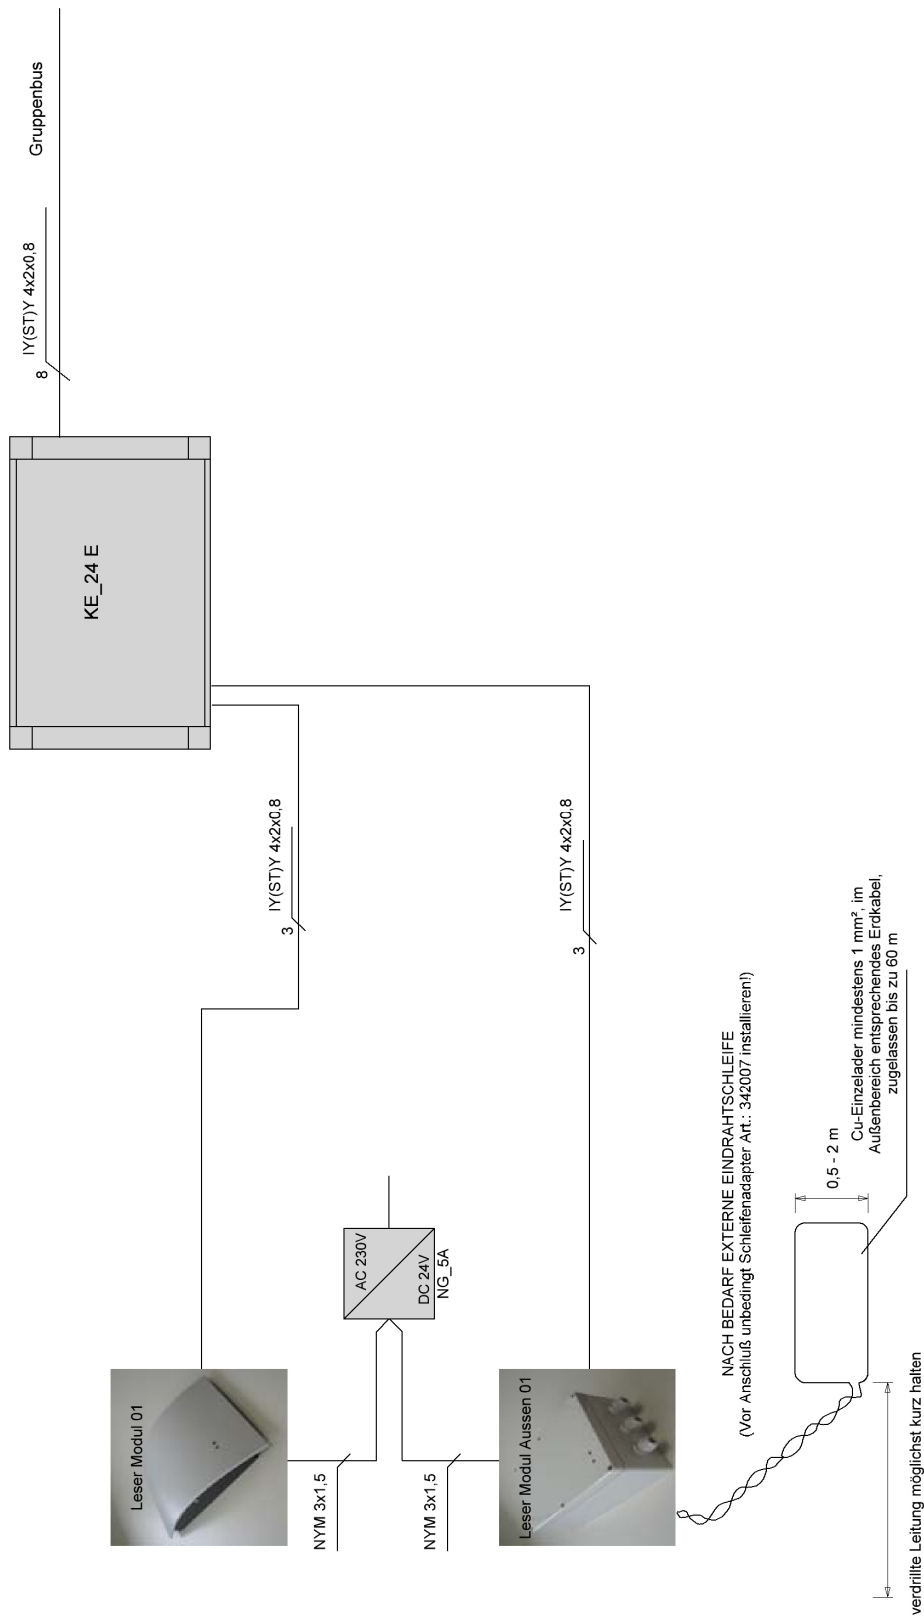 Leser Modul 01
NYM 3x1,5
IY(ST)Y 4x2x0,8
3
KE_24 E
8
IY(ST)Y 4x2x0,8
Gruppenbus
AC 230V
DC 24V
NG_5A
NYM 3x1,5
Leser Modul Aussen 01
3
IY(ST)Y 4x2x0,8
NACH BEDARF EXTERNE EINDRAHTSCHLEIFE
(Vor Anschluß unbedingt Schleifenadapter Art.: 342007 installieren!)
0,5 - 2 m
Cu-Einzelader mindestens 1 mm², im
Außenbereich entsprechendes Erdkabel,
zugelassen bis zu 60 m
verdrillte Leitung möglichst kurz halten